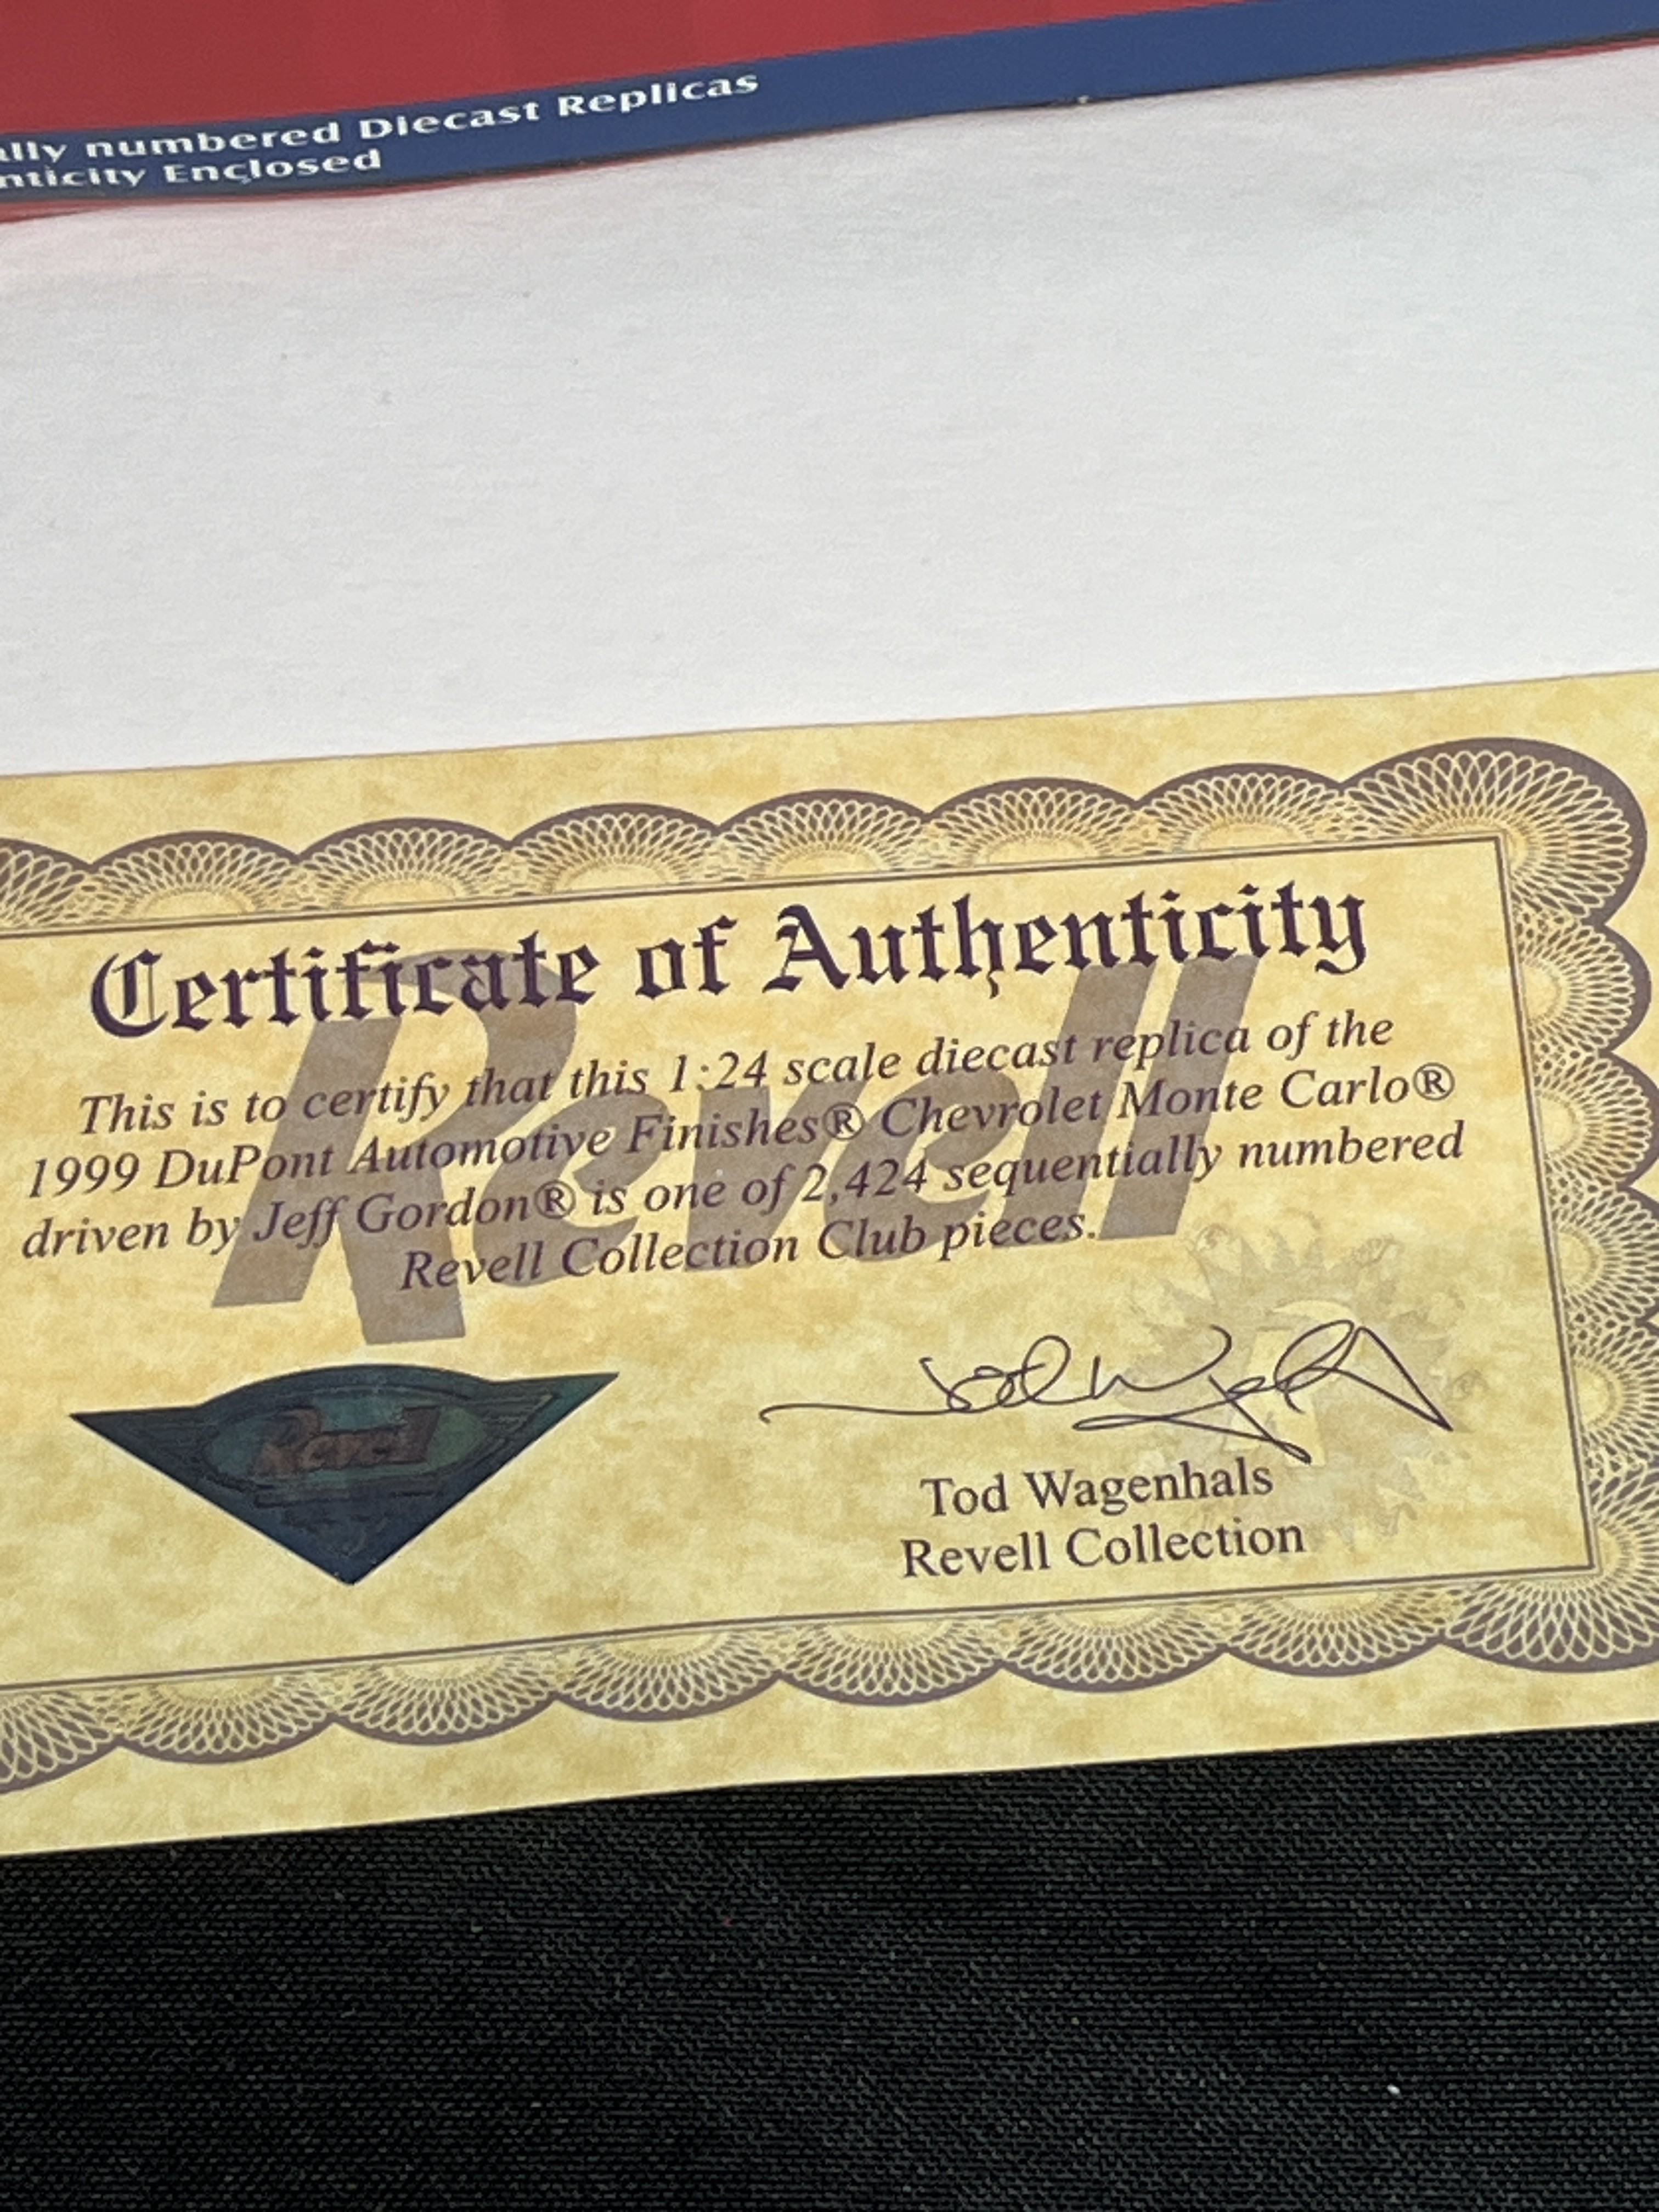 ally numbered Diecast Replicas
nticity Enclosed
Certificate of Authenticity
Revell
This is to certify that this 1:24 scale diecast replica of the
1999 DuPont Automotive Finishes® Chevrolet Monte Carlo®
driven by Jeff Gordon® is one of 2,424 sequentially numbered
Revell Collection Club pieces.
Revell
Tod Wagenhals
Revell Collection